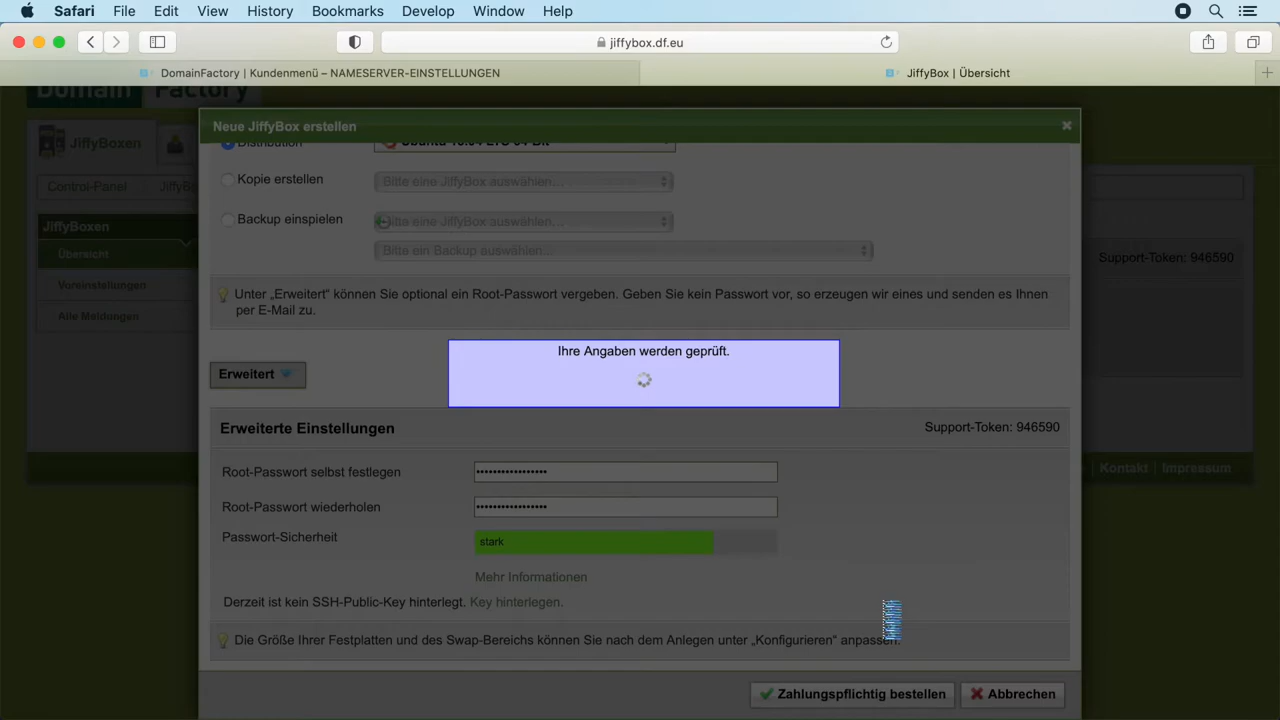 Safari File Edit View History Bookmarks Develop Window Help
jiffybox.df.eu
DomainFactory | Kundenmenü – NAMESERVER-EINSTELLUNGEN
JiffyBox | Übersicht
Domain Factory
Neue JiffyBox erstellen
JiffyBoxen
Distribution
Kopie erstellen
Bitte eine JiffyBox auswählen...
Control-Panel
Backup einspielen
Bitte eine JiffyBox auswählen...
JiffyBoxen
Übersicht
Bitte ein Backup auswählen...
Support-Token: 946590
Voreinstellungen
Unter „Erweitert“ können Sie optional ein Root-Passwort vergeben. Geben Sie kein Passwort vor, so erzeugen wir eines und senden es Ihnen
per E-Mail zu.
Alle Meldungen
Ihre Angaben werden geprüft.
Erweitert
Erweiterte Einstellungen
Support-Token: 946590
Root-Passwort selbst festlegen
•••••••••••••••••
Kontakt | Impressum
Root-Passwort wiederholen
•••••••••••••••••
Passwort-Sicherheit
stark
Mehr Informationen
Derzeit ist kein SSH-Public-Key hinterlegt. Key hinterlegen.
Die Größe Ihrer Festplatten und des Swap-Bereichs können Sie nach dem Anlegen unter „Konfigurieren“ anpassen.
Zahlungspflichtig bestellen
Abbrechen